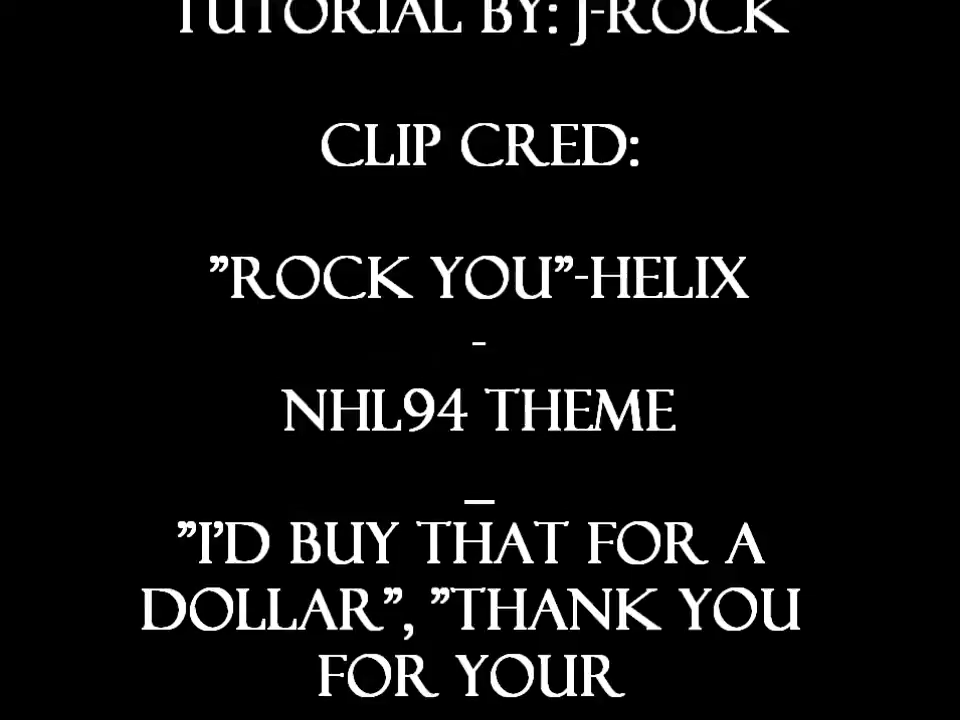 TUTORIAL BY: J-ROCK
CLIP CRED:
"ROCK YOU"-HELIX
-
NHL94 THEME
_
"I'D BUY THAT FOR A
DOLLAR", "THANK YOU
FOR YOUR